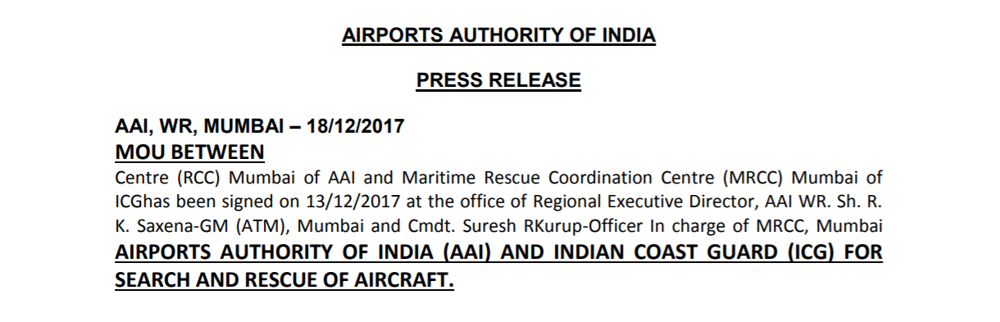 AIRPORTS AUTHORITY OF INDIA
PRESS RELEASE
AAI, WR, MUMBAI – 18/12/2017
MOU BETWEEN
Centre (RCC) Mumbai of AAI and Maritime Rescue Coordination Centre (MRCC) Mumbai of
ICGhas been signed on 13/12/2017 at the office of Regional Executive Director, AAI WR. Sh. R.
K. Saxena-GM (ATM), Mumbai and Cmdt. Suresh RKurup-Officer In charge of MRCC, Mumbai
AIRPORTS AUTHORITY OF INDIA (AAI) AND INDIAN COAST GUARD (ICG) FOR
SEARCH AND RESCUE OF AIRCRAFT.